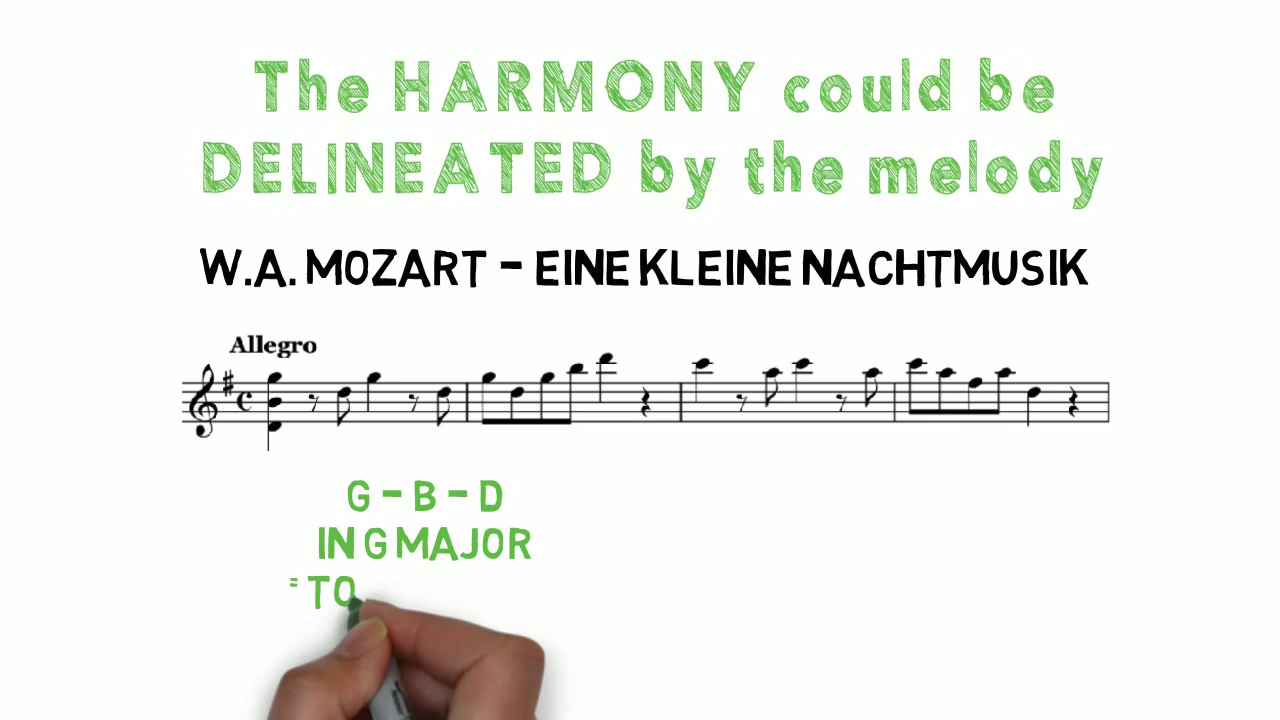 The HARMONY could be
DELINEATED by the melody
W.A. MOZART - EINE KLEINE NACHTMUSIK
Allegro
G - B - D
IN G MAJOR
= TO